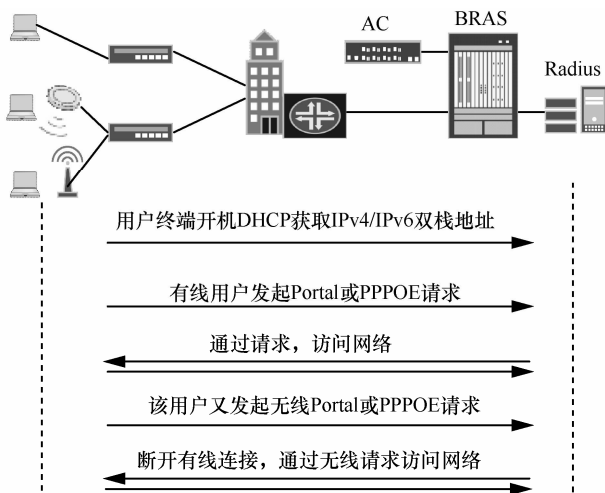 AC
BRAS
Radius
用户终端开机DHCP获取IPv4/IPv6双栈地址
有线用户发起Portal或PPPOE请求
通过请求，访问网络
该用户又发起无线Portal或PPPOE请求
断开有线连接，通过无线请求访问网络